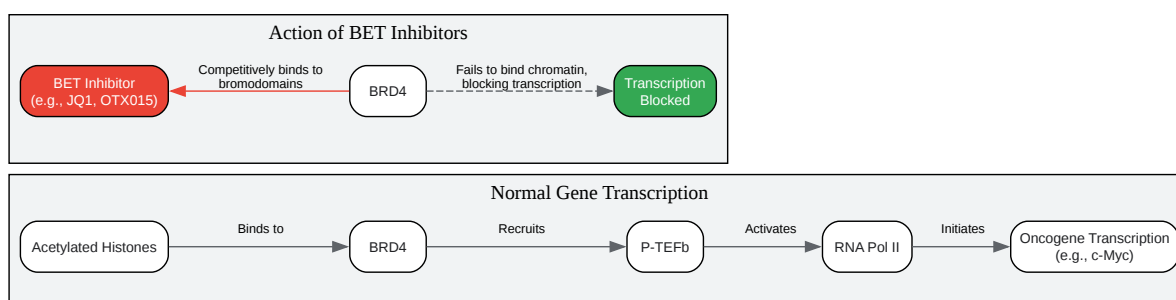 Action of BET Inhibitors
BET Inhibitor
(e.g., JQ1, OTX015)
Competitively binds to
bromodomains
BRD4
Fails to bind chromatin,
blocking transcription
Transcription
Blocked
Normal Gene Transcription
Acetylated Histones
Binds to
BRD4
Recruits
P-TEFb
Activates
RNA Pol II
Initiates
Oncogene Transcription
(e.g., c-Myc)